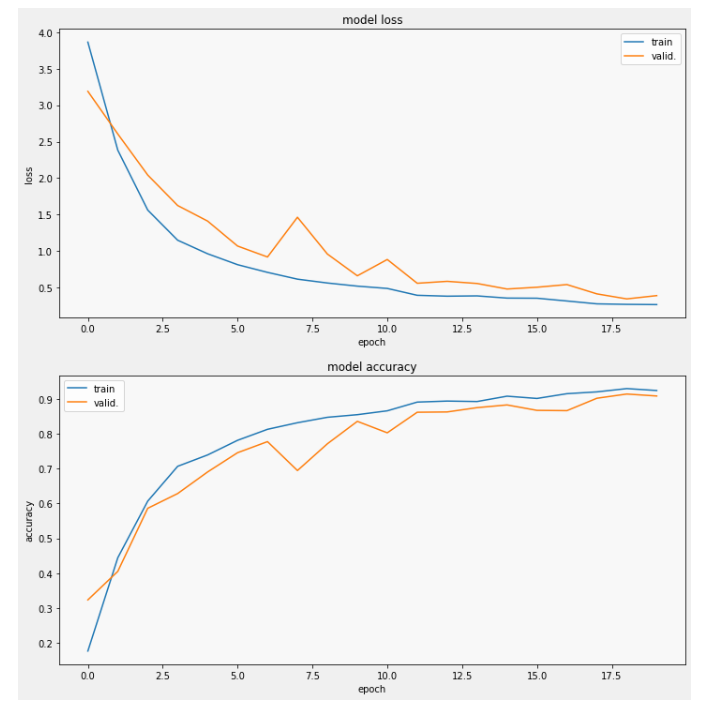 model loss
4.0
3.5
3.0
2.5
2.0
1.5
1.0
0.5
loss
train
valid.
0.0 2.5 5.0 7.5 10.0 12.5 15.0 17.5
epoch
model accuracy
train
valid.
0.9
0.8
0.7
0.6
0.5
0.4
0.3
0.2
accuracy
0.0 2.5 5.0 7.5 10.0 12.5 15.0 17.5
epoch